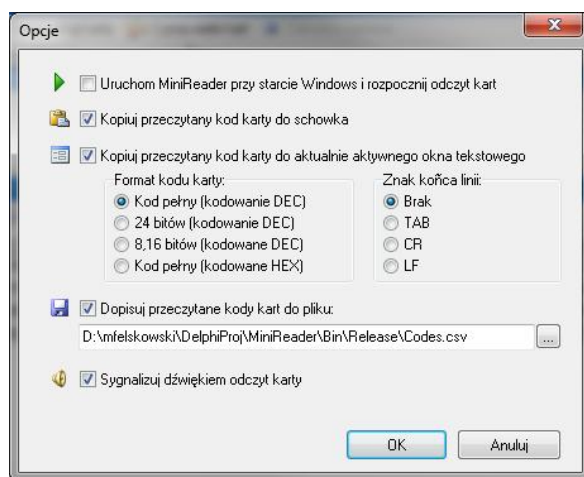 Opcje
Uruchom MiniReader przy starcie Windows i rozpocznij odczyt kart
Kopiuj przeczytany kod karty do schowka
Kopiuj przeczytany kod karty do aktualnie aktywnego okna tekstowego
Format kodu karty:
Kod pełny (kodowanie DEC)
24 bitów (kodowanie DEC)
8,16 bitów (kodowane DEC)
Kod pełny (kodowane HEX)
Znak końca linii:
Brak
TAB
CR
LF
Dopisuj przeczytane kody kart do pliku:
D:\mfelskowski\DelphiProj\MiniReader\Bin\Release\Codes.csv
...
Sygnalizuj dźwiękiem odczyt karty
OK Anuluj